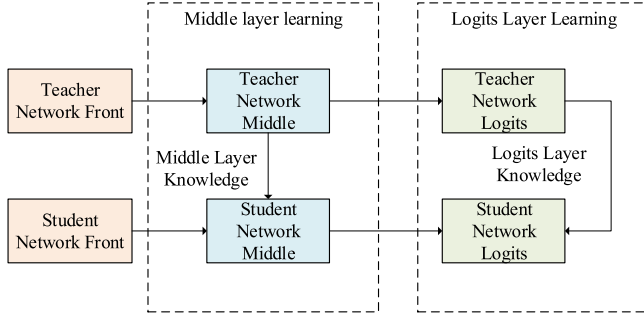 Middle layer learning
Logits Layer Learning
Teacher
Network Front
Teacher
Network
Middle
Teacher
Network
Logits
Middle Layer
Knowledge
Logits Layer
Knowledge
Student
Network Front
Student
Network
Middle
Student
Network
Logits